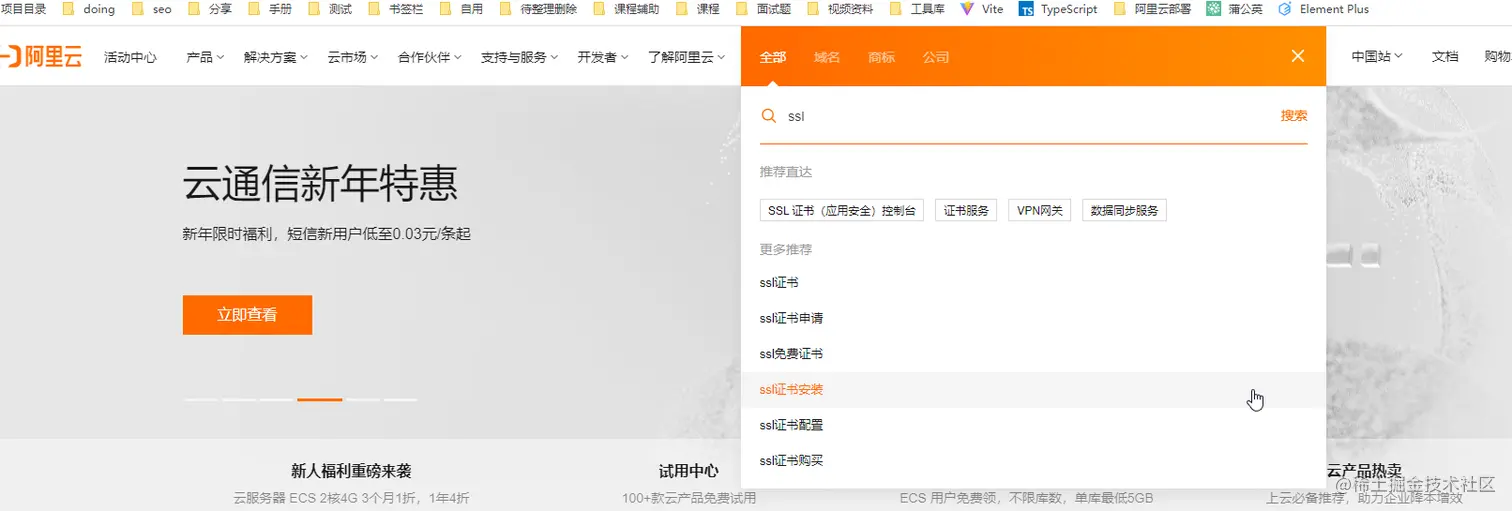 项目录 doing seo 分享 手册 测试 书签栏 自用 待整理删除 课程辅助 课程 面试题 视频资料 工具库 Vite TS TypeScript 阿里云部署 蒲公英 Element Plus
阿里云 活动中心 产品 解决方案 云市场 合作伙伴 支持与服务 开发者 了解阿里云 全部 域名 商标 公司 中国站 文档 购物
ssl 搜索
推荐直达
SSL 证书（应用安全）控制台 证书服务 VPN网关 数据同步服务
更多推荐
ssl证书
ssl证书申请
ssl免费证书
ssl证书安装
ssl证书配置
ssl证书购买
云通信新年特惠
新年限时福利，短信新用户低至0.03元/条起
立即查看
新人福利重磅来袭
云服务器 ECS 2核4G 3个月1折，1年4折
试用中心
100+款云产品免费试用
ECS 用户免费领，不限库数，单库最低5GB
云产品热卖
上云必备推荐，助力企业降本增效
@稀土掘金技术社区